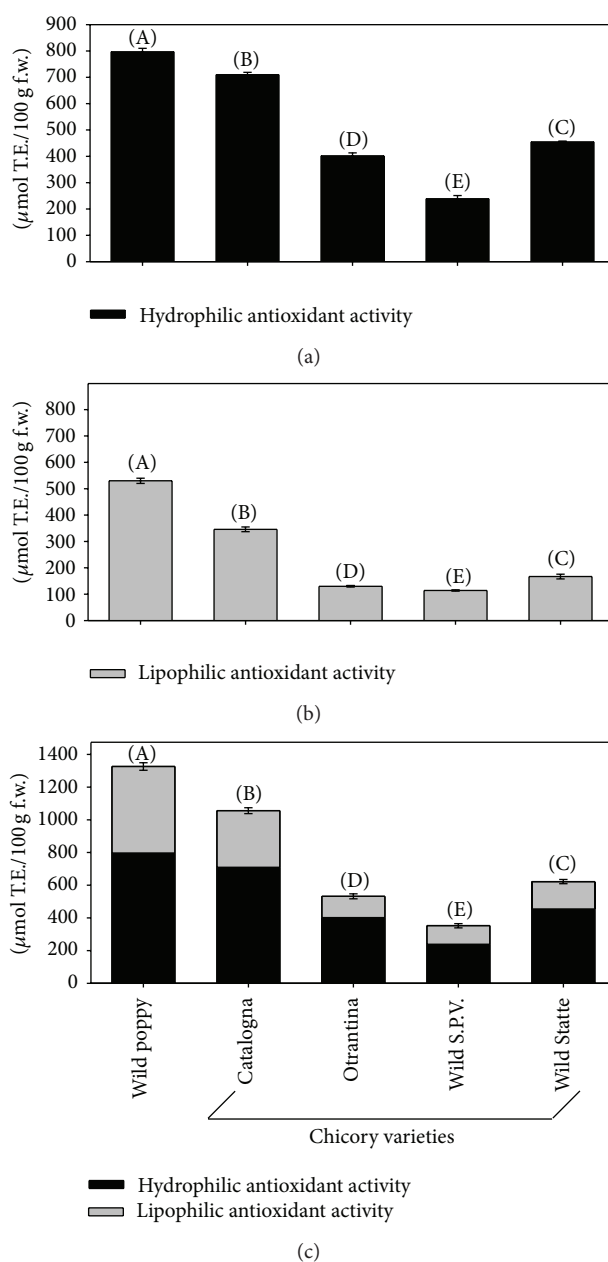 900
800
700
600
500
400
300
200
100
0
(µmol T.E./100 g f.w.)
(A)
(B)
(D)
(E)
(C)
Hydrophilic antioxidant activity
(a)
800
700
600
500
400
300
200
100
0
(µmol T.E./100 g f.w.)
(A)
(B)
(D)
(E)
(C)
Lipophilic antioxidant activity
(b)
1400
1200
1000
800
600
400
200
0
(µmol T.E./100 g f.w.)
(A)
(B)
(D)
(E)
(C)
Wild poppy
Catalogna
Otrantina
Wild S.P.V.
Wild Statte
Chicory varieties
Hydrophilic antioxidant activity
Lipophilic antioxidant activity
(c)